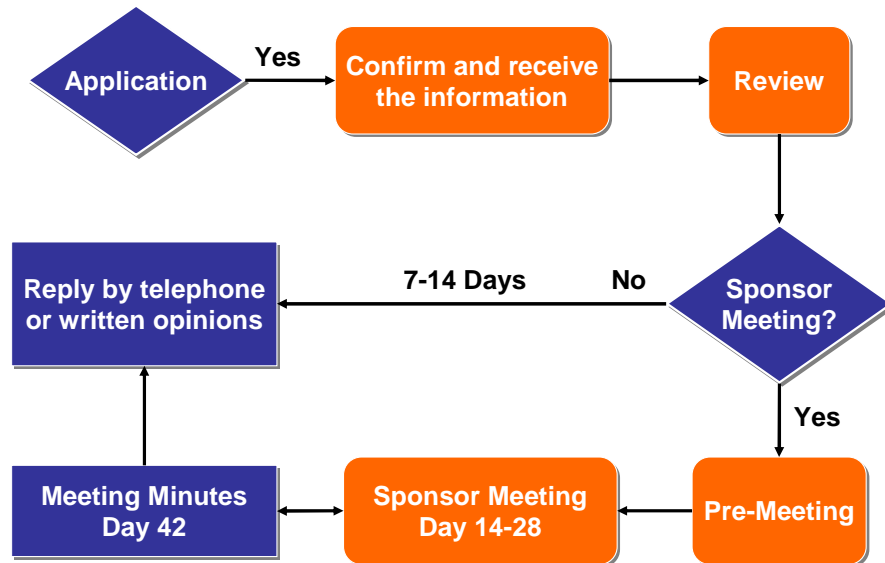 Application
Yes
Confirm and receive
the information
Review
Reply by telephone
or written opinions
7-14 Days
No
Sponsor
Meeting?
Yes
Meeting Minutes
Day 42
Sponsor Meeting
Day 14-28
Pre-Meeting